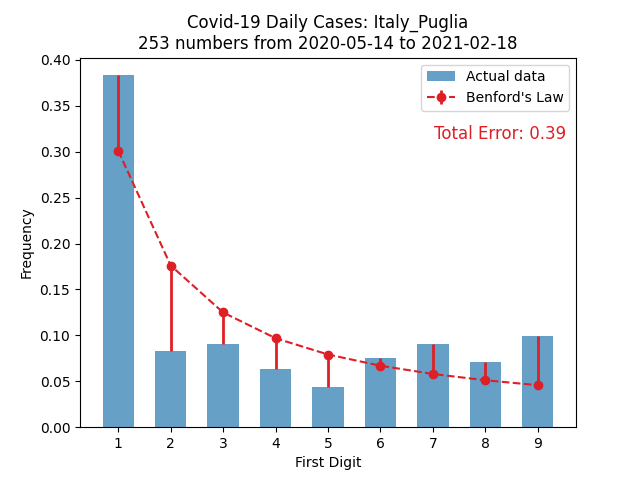 Covid-19 Daily Cases: Italy_Puglia
253 numbers from 2020-05-14 to 2021-02-18
Actual data
Benford's Law
Total Error: 0.39
Frequency
0.40
0.35
0.30
0.25
0.20
0.15
0.10
0.05
0.00
1 2 3 4 5 6 7 8 9
First Digit